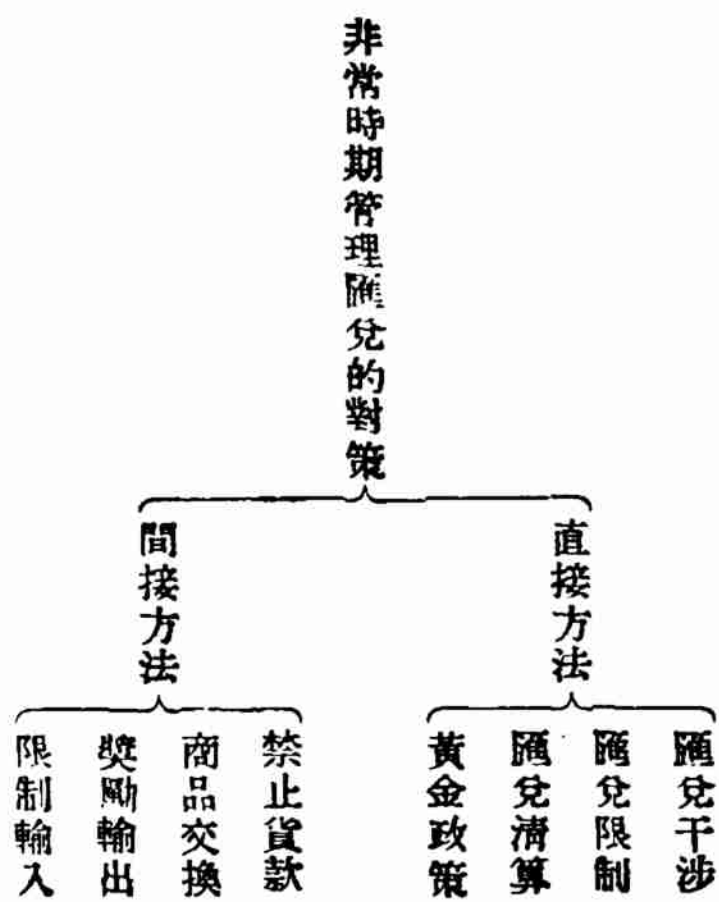 非常時期管理匯兌的對策
直接方法
匯兌干涉
匯兌限制
匯兌清算
黃金政策
間接方法
禁止貨款
商品交換
獎勵輸出
限制輸入